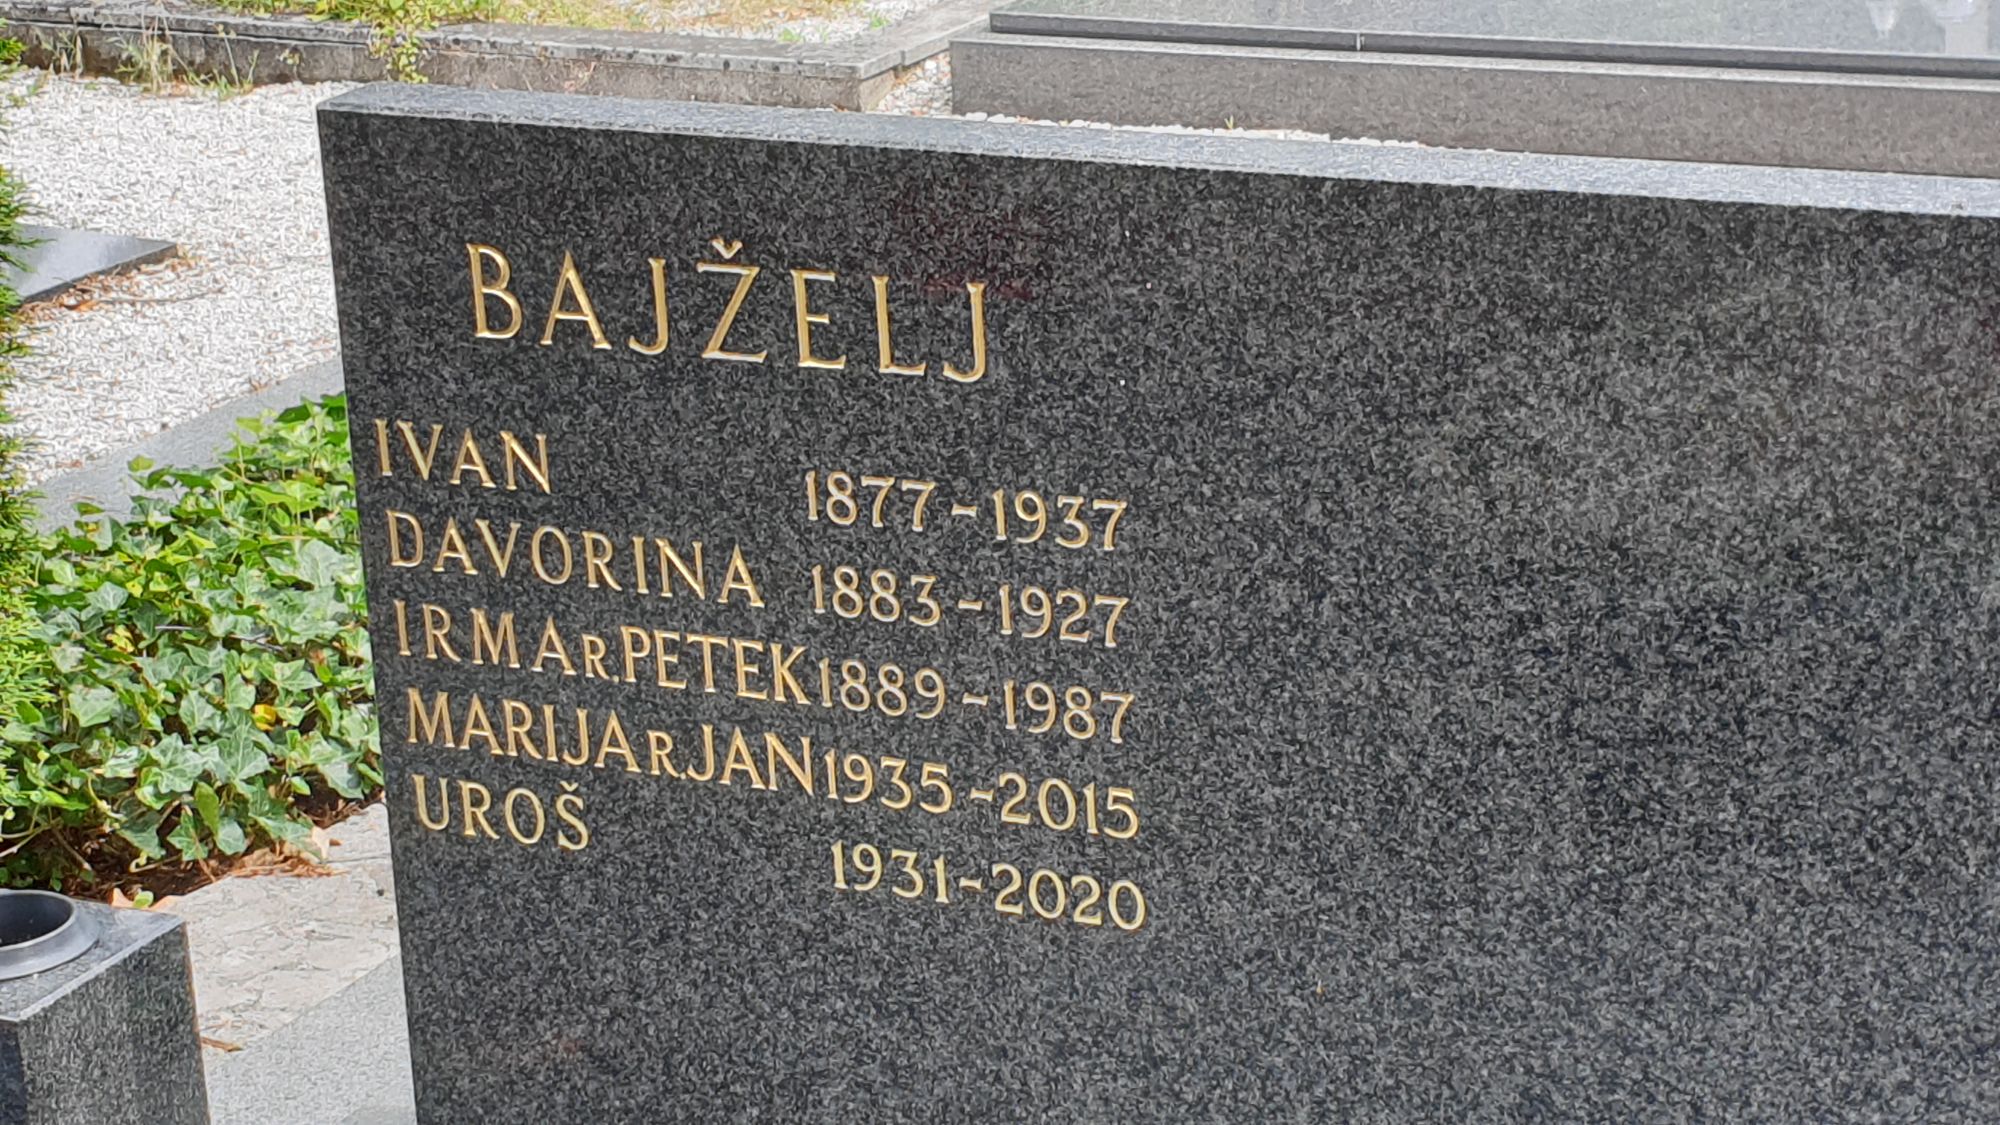 BAJŽELJ
IVAN 1877-1937
DAVORINA 1883-1927
IRMA R. PETEK 1889-1987
MARIJA R. JAN 1935-2015
UROŠ 1931-2020